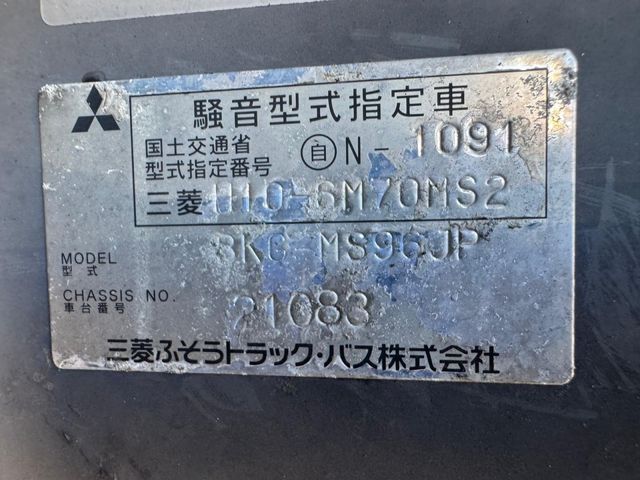 騒音型式指定車
国土交通省
型式指定番号 自 N-1091
三菱 U10-6M70MS2
MODEL
型式 BKG-MS96JP
CHASSIS NO.
車台番号 21083
三菱ふそうトラック・バス株式会社